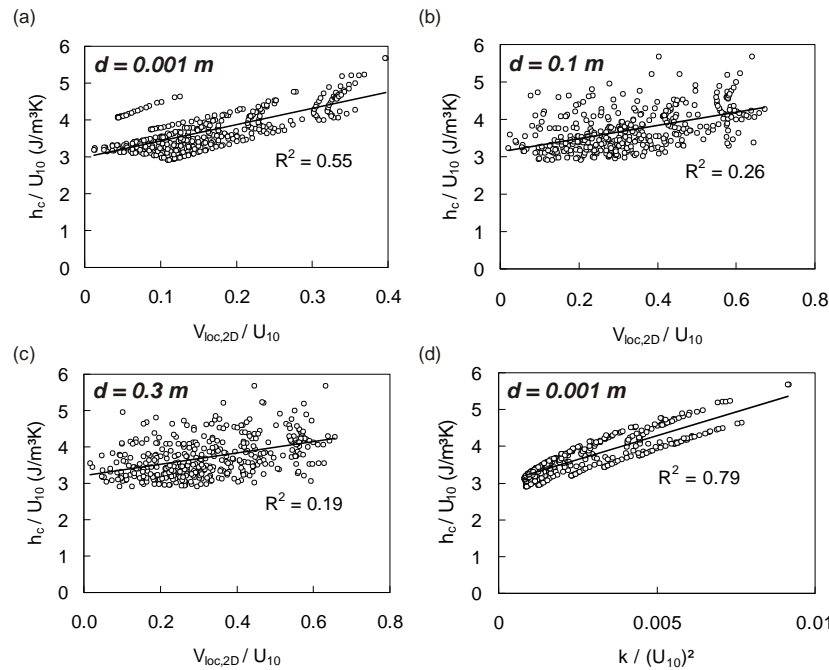 (a)
d = 0.001 m
R² = 0.55
h_c / U_10 (J/m³K)
6
5
4
3
2
1
0
0.0 0.1 0.2 0.3 0.4
V_loc,2D / U_10
(b)
d = 0.1 m
R² = 0.26
h_c / U_10 (J/m³K)
6
5
4
3
2
1
0
0.0 0.2 0.4 0.6 0.8
V_loc,2D / U_10
(c)
d = 0.3 m
R² = 0.19
h_c / U_10 (J/m³K)
6
5
4
3
2
1
0
0.0 0.2 0.4 0.6 0.8
V_loc,2D / U_10
(d)
d = 0.001 m
R² = 0.79
h_c / U_10 (J/m³K)
6
5
4
3
2
1
0
0 0.005 0.01
k / (U_10)²